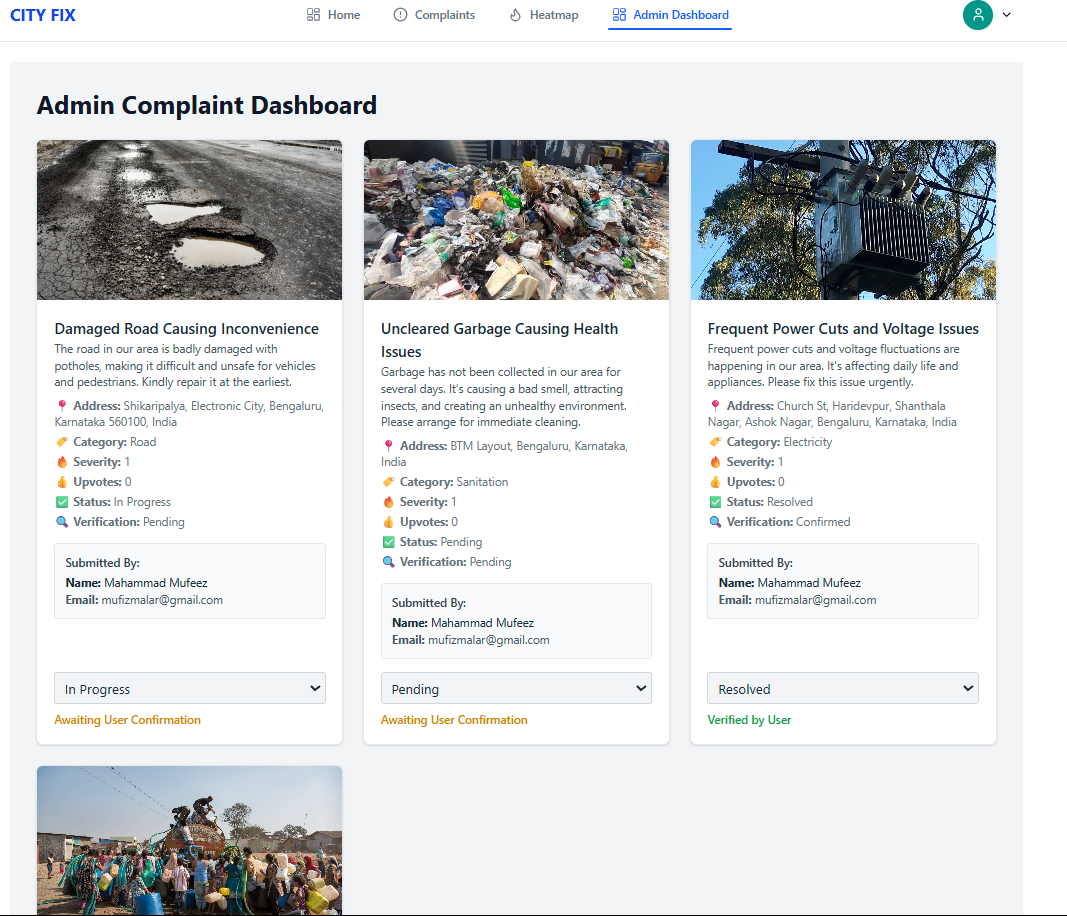 CITY FIX
Home
Complaints
Heatmap
Admin Dashboard
Admin Complaint Dashboard
Damaged Road Causing Inconvenience
The road in our area is badly damaged with
potholes, making it difficult and unsafe for vehicles
and pedestrians. Kindly repair it at the earliest.
Address: Shikaripalya, Electronic City, Bengaluru,
Karnataka 560100, India
Category: Road
Severity: 1
Upvotes: 0
Status: In Progress
Verification: Pending
Submitted By:
Name: Mahammad Mufeez
Email: mufizmalar@gmail.com
In Progress
Awaiting User Confirmation
Uncleared Garbage Causing Health
Issues
Garbage has not been collected in our area for
several days. It's causing a bad smell, attracting
insects, and creating an unhealthy environment.
Please arrange for immediate cleaning.
Address: BTM Layout, Bengaluru, Karnataka,
India
Category: Sanitation
Severity: 1
Upvotes: 0
Status: Pending
Verification: Pending
Submitted By:
Name: Mahammad Mufeez
Email: mufizmalar@gmail.com
Pending
Awaiting User Confirmation
Frequent Power Cuts and Voltage Issues
Frequent power cuts and voltage fluctuations are
happening in our area. It's affecting daily life and
appliances. Please fix this issue urgently.
Address: Church St, Haridevpur, Shanthala
Nagar, Ashok Nagar, Bengaluru, Karnataka, India
Category: Electricity
Severity: 1
Upvotes: 0
Status: Resolved
Verification: Confirmed
Submitted By:
Name: Mahammad Mufeez
Email: mufizmalar@gmail.com
Resolved
Verified by User